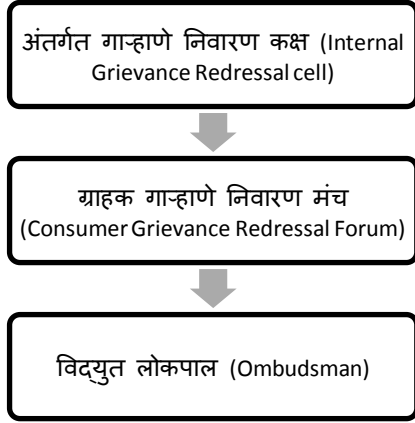 अंतर्गत गाऱ्हाणे निवारण कक्ष (Internal
Grievance Redressal cell)
ग्राहक गाऱ्हाणे निवारण मंच
(Consumer Grievance Redressal Forum)
विद्युत लोकपाल (Ombudsman)